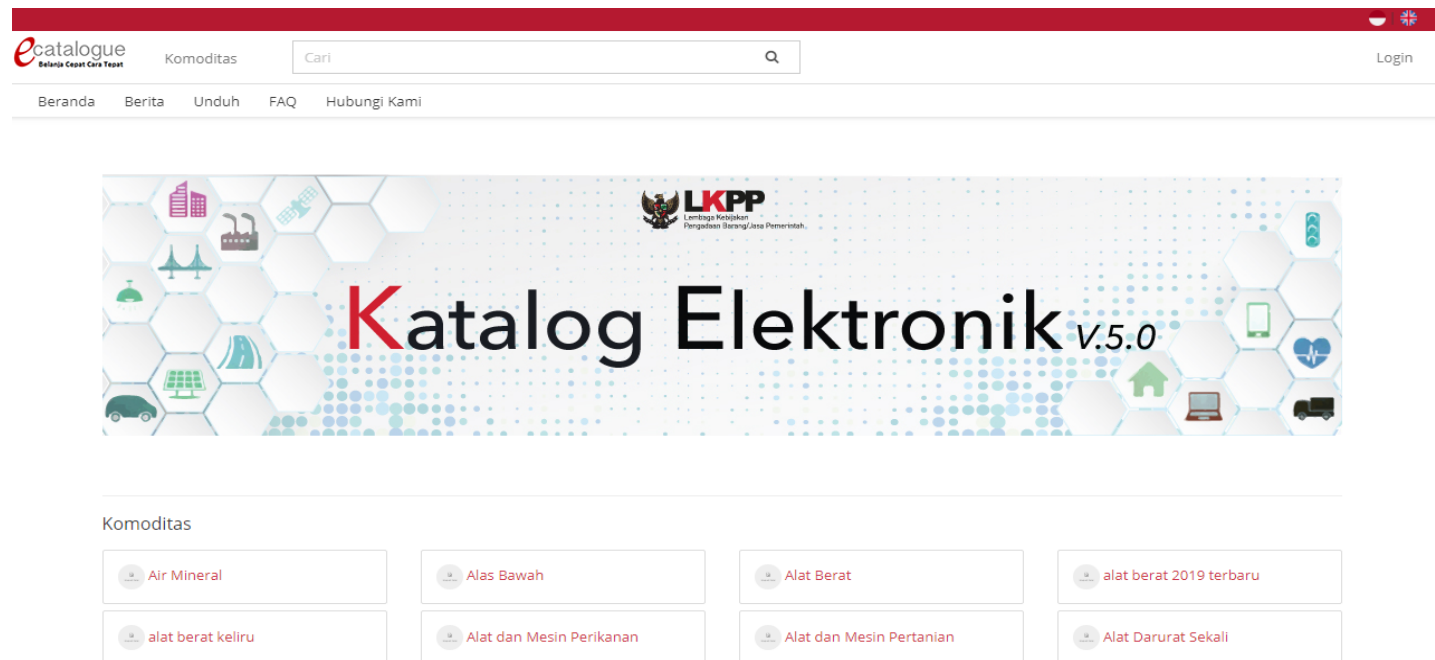 ecatalogue
Belanja Cepat Cara Tepat
Komoditas
Cari
Login
Beranda Berita Unduh FAQ Hubungi Kami
LKPP
Lembaga Kebijakan
Pengadaan Barang/Jasa Pemerintah
Katalog Elektronik V.5.0
Komoditas
Air Mineral
Alas Bawah
Alat Berat
alat berat 2019 terbaru
alat berat keliru
Alat dan Mesin Perikanan
Alat dan Mesin Pertanian
Alat Darurat Sekali